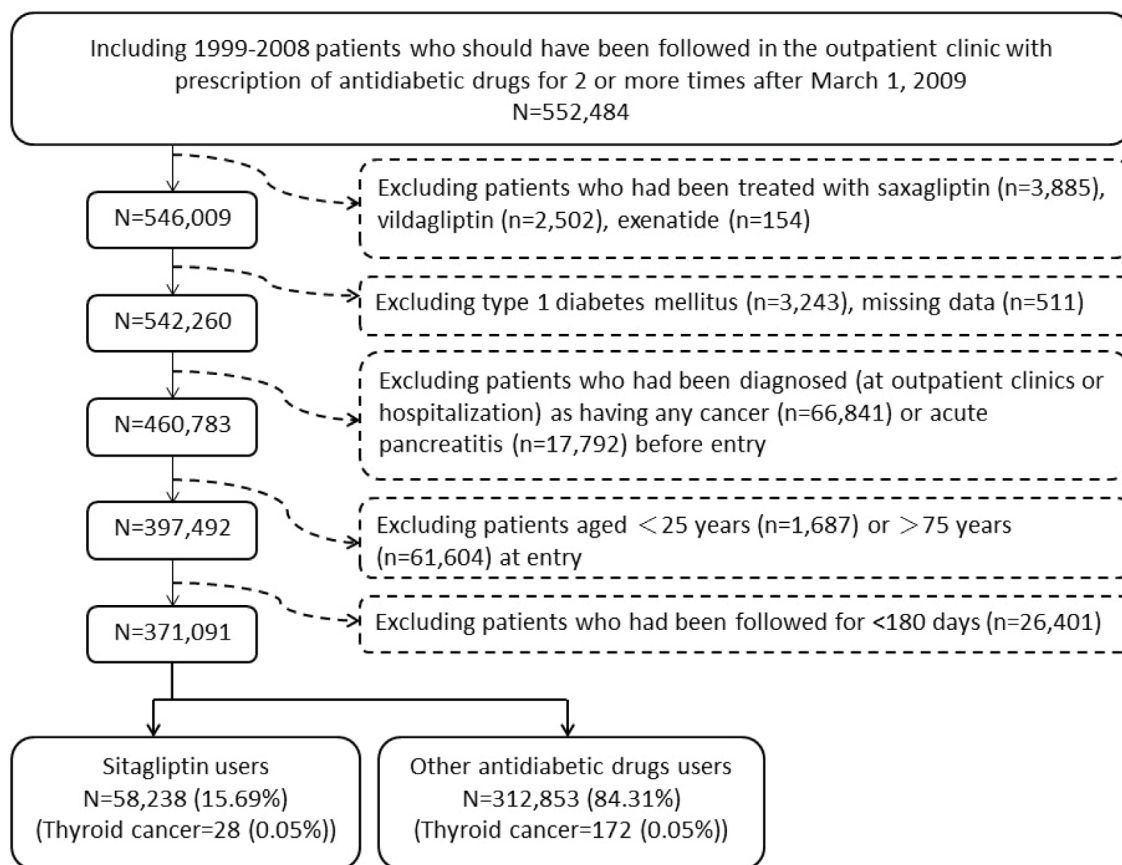 Including 1999-2008 patients who should have been followed in the outpatient clinic with
prescription of antidiabetic drugs for 2 or more times after March 1, 2009
N=552,484
Excluding patients who had been treated with saxagliptin (n=3,885),
vildagliptin (n=2,502), exenatide (n=154)
N=546,009
Excluding type 1 diabetes mellitus (n=3,243), missing data (n=511)
N=542,260
Excluding patients who had been diagnosed (at outpatient clinics or
hospitalization) as having any cancer (n=66,841) or acute
pancreatitis (n=17,792) before entry
N=460,783
Excluding patients aged <25 years (n=1,687) or >75 years
(n=61,604) at entry
N=397,492
Excluding patients who had been followed for <180 days (n=26,401)
N=371,091
Sitagliptin users
N=58,238 (15.69%)
(Thyroid cancer=28 (0.05%))
Other antidiabetic drugs users
N=312,853 (84.31%)
(Thyroid cancer=172 (0.05%))